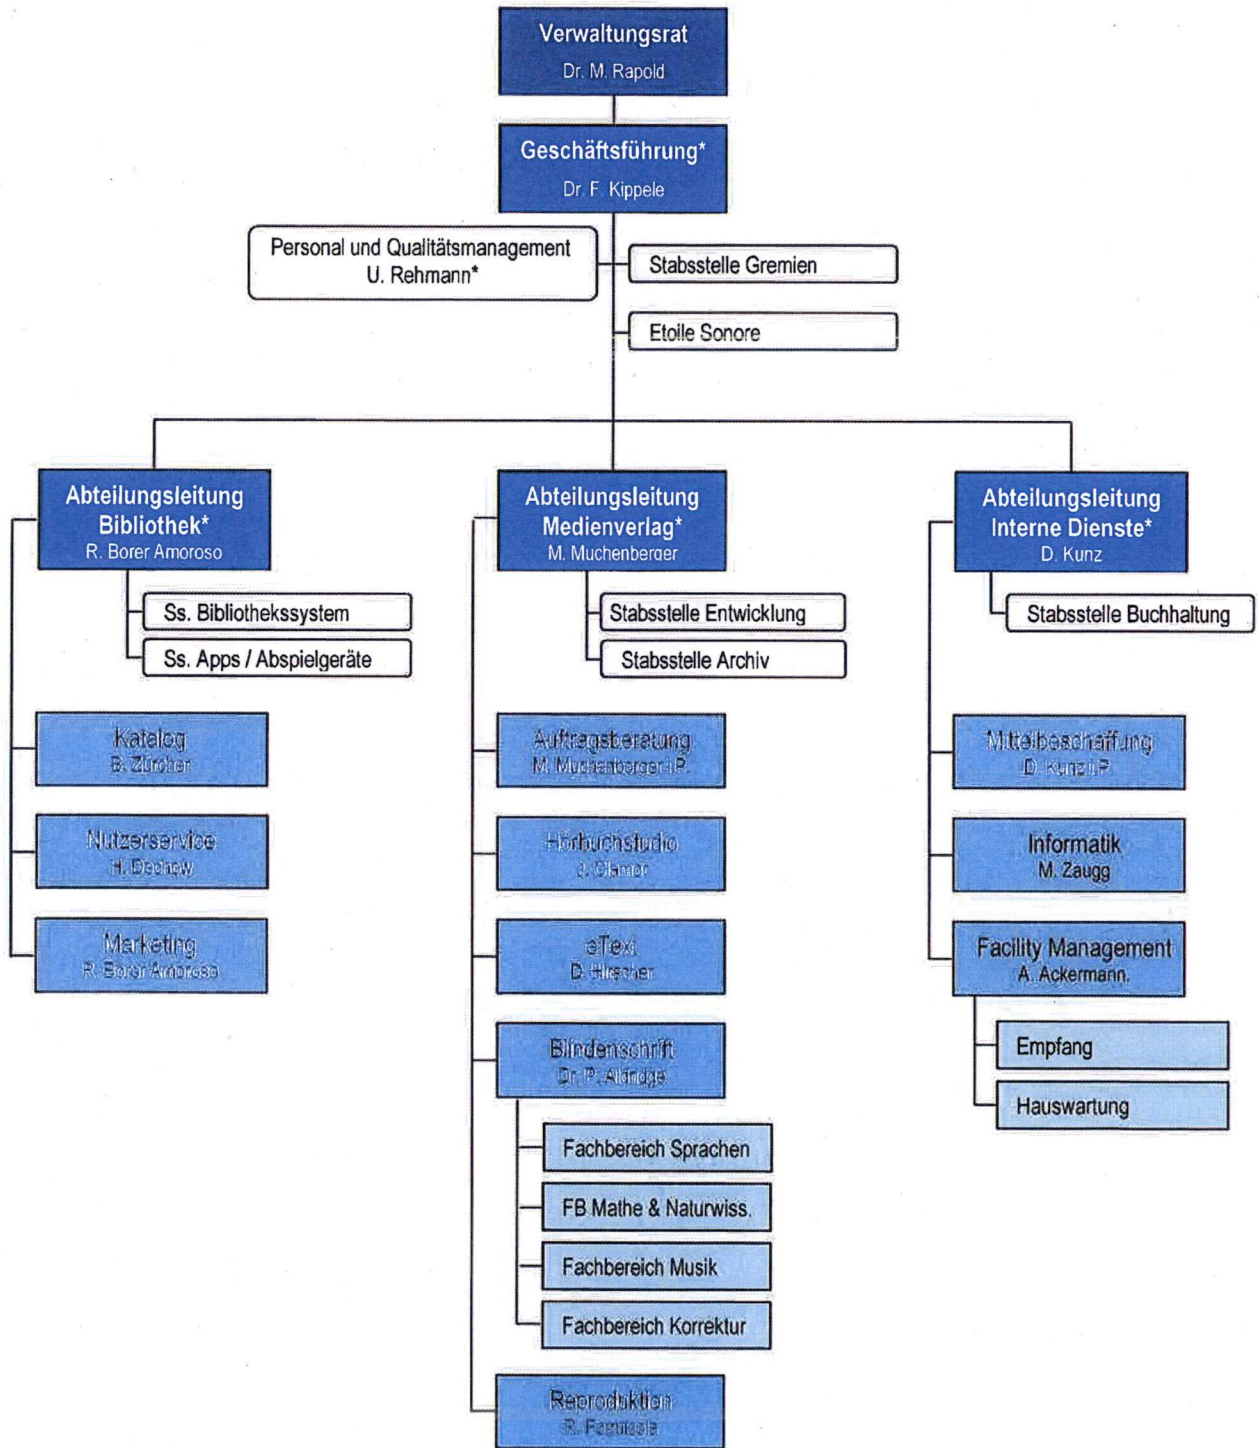 Verwaltungsrat
Dr. M. Rapold
Geschäftsführung*
Dr. F. Kippele
Personal und Qualitätsmanagement
U. Rehmann*
Stabsstelle Gremien
Etoile Sonore
Abteilungsleitung
Bibliothek*
R. Borer Amoroso
Ss. Bibliothekssystem
Ss. Apps / Abspielgeräte
Katalog
B. Zürcher
Nutzerservice
H.
Marketing
R. Borer Amoroso
Abteilungsleitung
Medienverlag*
M. Muchenberger
Stabsstelle Entwicklung
Stabsstelle Archiv
Auftragsberatung
M. Muchenberger i.P.
Hörbuchstudio
J.
eText
D. Hirscher
Blindenschrift
Dr. P. Aldridge
Fachbereich Sprachen
FB Mathe & Naturwiss.
Fachbereich Musik
Fachbereich Korrektur
Reproduktion
R.
Abteilungsleitung
Interne Dienste*
D. Kunz
Stabsstelle Buchhaltung
Mittelbeschaffung
D. Kunz i.P.
Informatik
M. Zaugg
Facility Management
A. Ackermann.
Empfang
Hauswartung